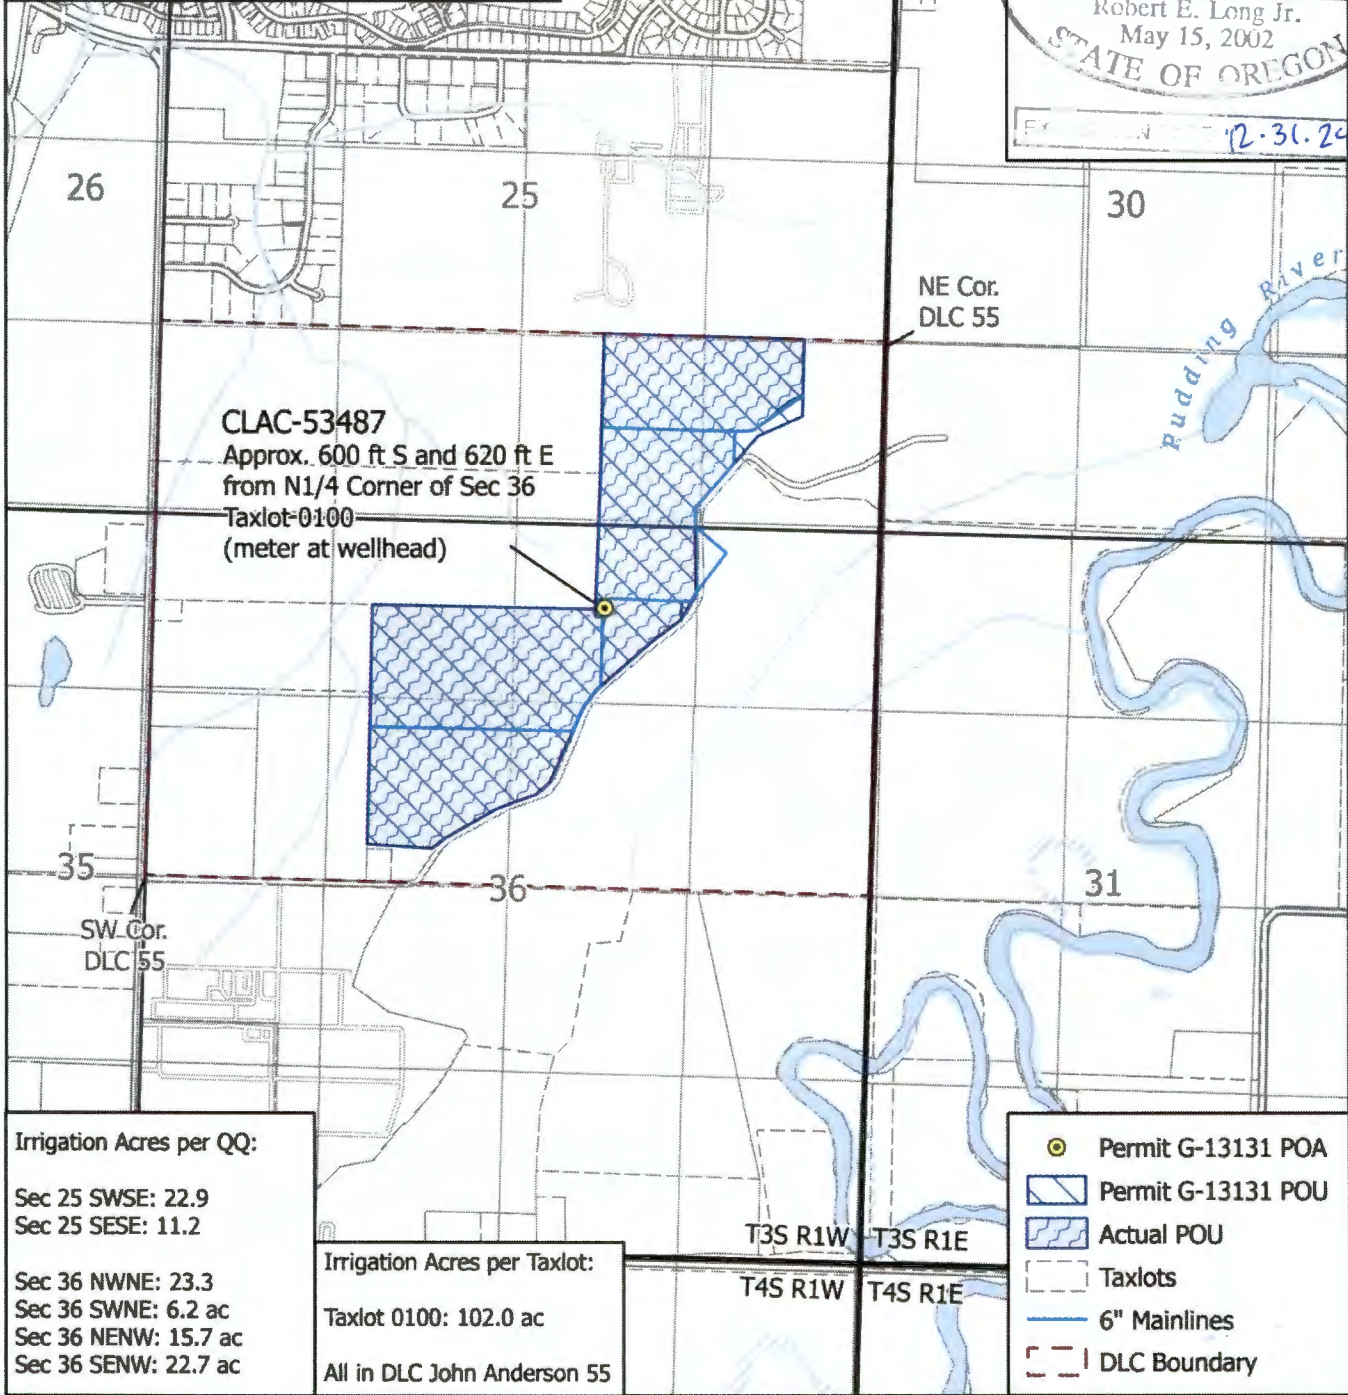 Robert E. Long Jr.
May 15, 2002
STATE OF OREGON
12.31.20
26
25
30
NE Cor.
DLC 55
Pudding River
CLAC-53487
Approx. 600 ft S and 620 ft E
from N1/4 Corner of Sec 36
Taxlot 0100
(meter at wellhead)
35
36
31
SW Cor.
DLC 55
Irrigation Acres per QQ:
Sec 25 SWSE: 22.9
Sec 25 SESE: 11.2
Sec 36 NWNE: 23.3
Sec 36 SWNE: 6.2 ac
Sec 36 NENW: 15.7 ac
Sec 36 SENW: 22.7 ac
Irrigation Acres per Taxlot:
Taxlot 0100: 102.0 ac
All in DLC John Anderson 55
T3S R1W
T3S R1E
T4S R1W
T4S R1E
Permit G-13131 POA
Permit G-13131 POU
Actual POU
Taxlots
6" Mainlines
DLC Boundary